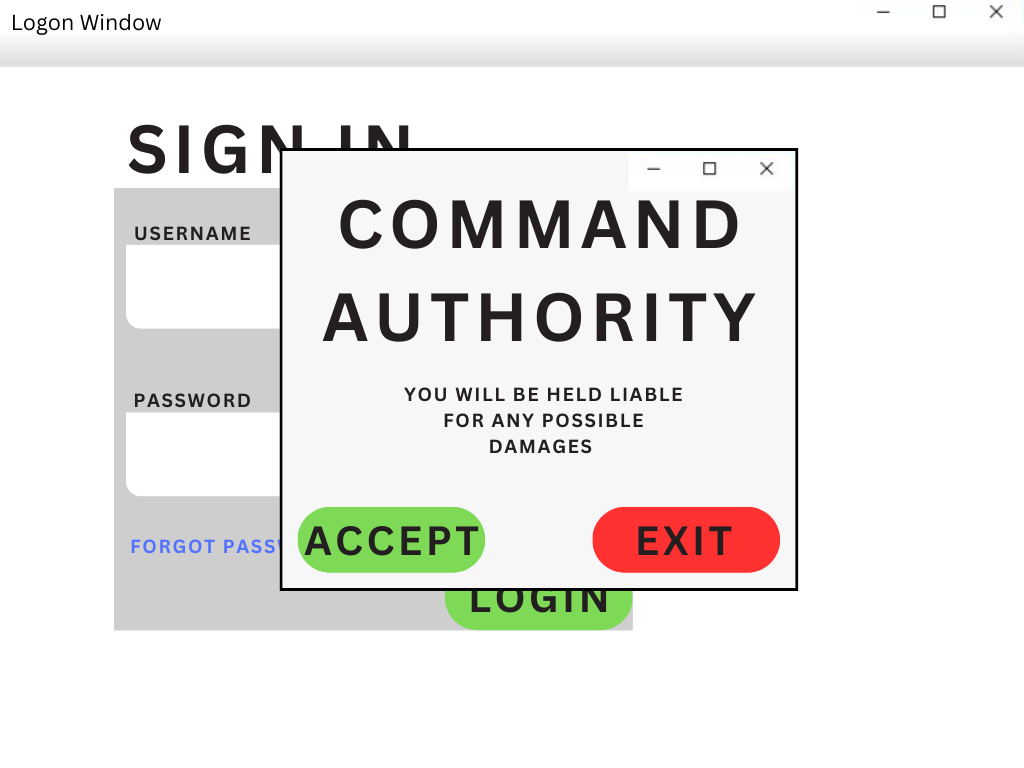 Logon Window
SIGN IN
USERNAME
COMMAND
AUTHORITY
PASSWORD
YOU WILL BE HELD LIABLE
FOR ANY POSSIBLE
DAMAGES
FORGOT
ACCEPT
EXIT
LOGIN